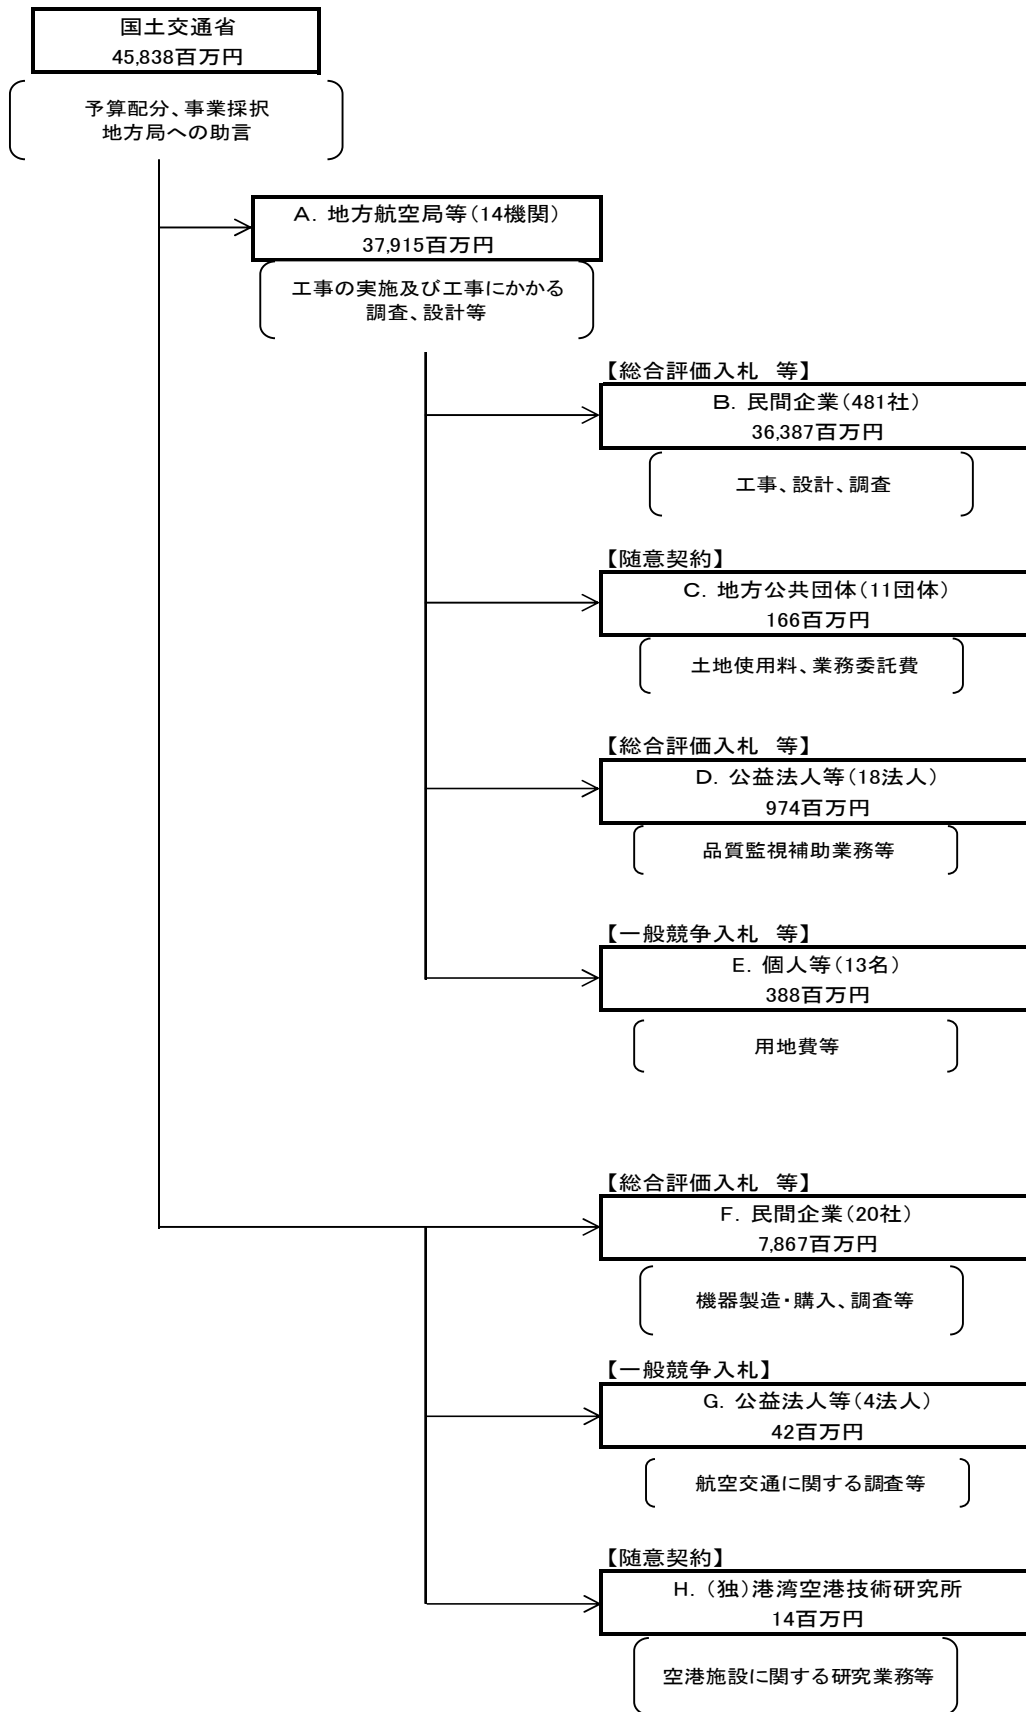 国土交通省
45,838百万円
予算配分、事業採択
地方局への助言
A．地方航空局等（14機関）
37,915百万円
工事の実施及び工事にかかる
調査、設計等
【総合評価入札　等】
B．民間企業（481社）
36,387百万円
工事、設計、調査
【随意契約】
C．地方公共団体（11団体）
166百万円
土地使用料、業務委託費
【総合評価入札　等】
D．公益法人等（18法人）
974百万円
品質監視補助業務等
【一般競争入札　等】
E．個人等（13名）
388百万円
用地費等
【総合評価入札　等】
F．民間企業（20社）
7,867百万円
機器製造・購入、調査等
【一般競争入札】
G．公益法人等（4法人）
42百万円
航空交通に関する調査等
【随意契約】
H．（独）港湾空港技術研究所
14百万円
空港施設に関する研究業務等